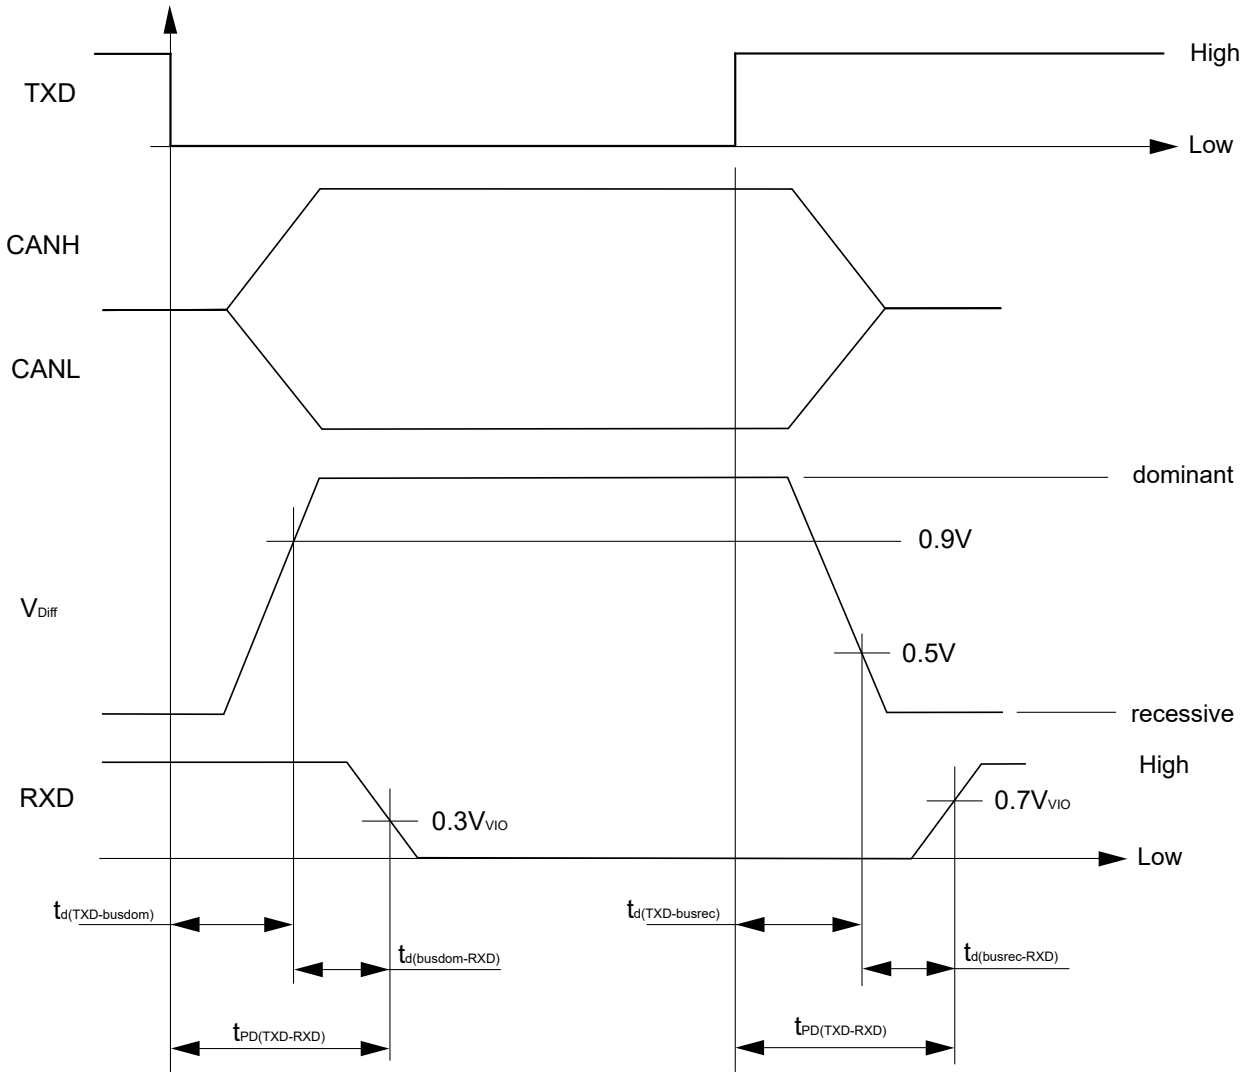 High
TXD
Low
CANH
CANL
dominant
0.9V
VDiff
0.5V
recessive
High
RXD
0.3VVIO
0.7VVIO
Low
td(TXD-busdom)
td(TXD-busrec)
td(busdom-RXD)
td(busrec-RXD)
tPD(TXD-RXD)
tPD(TXD-RXD)